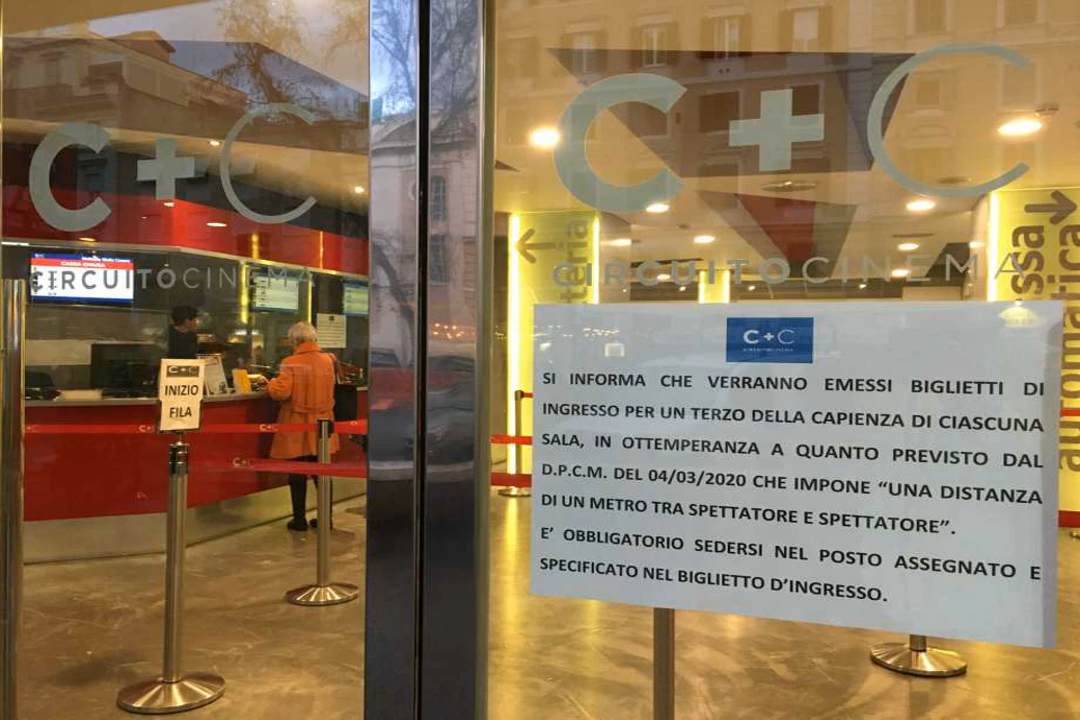 C+C
CIRCUITOCINEMA
CASSA CHIUSA
C+C
INIZIO
FILA
C+C
CIRCUITOCINEMA
automatica
C+C
CIRCUITOCINEMA
SI INFORMA CHE VERRANNO EMESSI BIGLIETTI DI
INGRESSO PER UN TERZO DELLA CAPIENZA DI CIASCUNA
SALA, IN OTTEMPERANZA A QUANTO PREVISTO DAL
D.P.C.M. DEL 04/03/2020 CHE IMPONE “UNA DISTANZA
DI UN METRO TRA SPETTATORE E SPETTATORE”.
E’ OBBLIGATORIO SEDERSI NEL POSTO ASSEGNATO E
SPECIFICATO NEL BIGLIETTO D’INGRESSO.